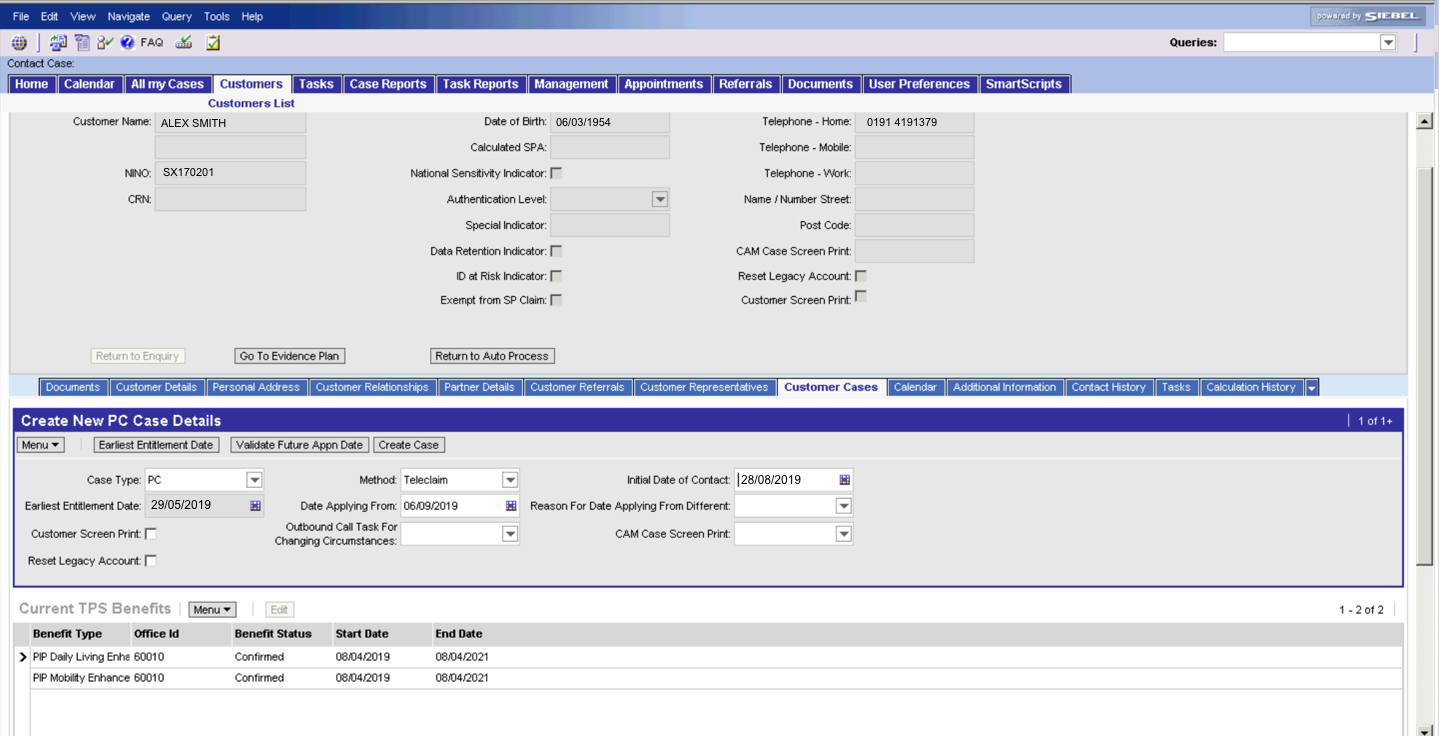 File Edit View Navigate Query Tools Help powered by SIEBEL
FAQ Queries:
Contact Case:
Home Calendar All my Cases Customers Tasks Case Reports Task Reports Management Appointments Referrals Documents User Preferences SmartScripts
Customers List
Customer Name: ALEX SMITH Date of Birth: 06/03/1954 Telephone - Home: 0191 4191379
Calculated SPA: Telephone - Mobile:
NINO: SX170201 National Sensitivity Indicator: Telephone - Work:
CRN: Authentication Level: Name / Number Street:
Special Indicator: Post Code:
Data Retention Indicator: CAM Case Screen Print:
ID at Risk Indicator: Reset Legacy Account:
Exempt from SP Claim: Customer Screen Print:
Return to Enquiry Go To Evidence Plan Return to Auto Process
Documents Customer Details Personal Address Customer Relationships Partner Details Customer Referrals Customer Representatives Customer Cases Calendar Additional Information Contact History Tasks Calculation History
Create New PC Case Details 1 of 1+
Menu Earliest Entitlement Date Validate Future Appn Date Create Case
Case Type: PC Method: Teleclaim Initial Date of Contact: 28/08/2019
Earliest Entitlement Date: 29/05/2019 Date Applying From: 06/09/2019 Reason For Date Applying From Different:
Customer Screen Print: Outbound Call Task For Changing Circumstances: CAM Case Screen Print:
Reset Legacy Account:
Current TPS Benefits Menu Edit 1 - 2 of 2
Benefit Type Office Id Benefit Status Start Date End Date
PIP Daily Living Enha 60010 Confirmed 08/04/2019 08/04/2021
PIP Mobility Enhance 60010 Confirmed 08/04/2019 08/04/2021